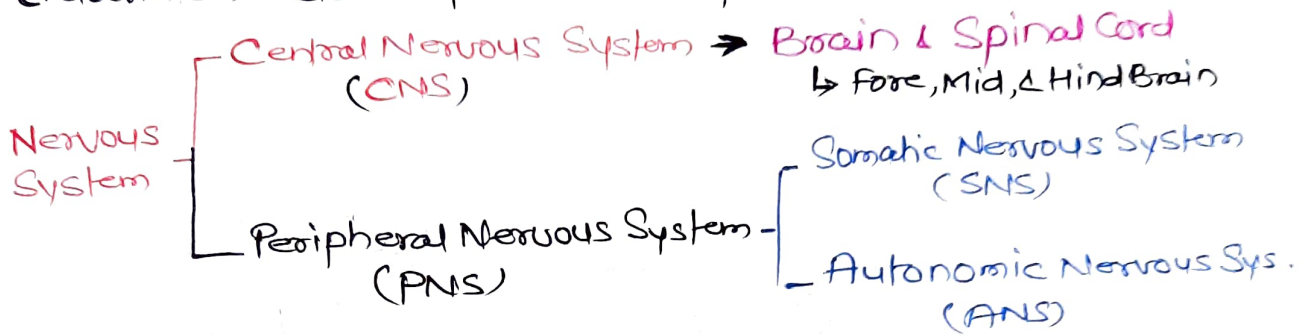 Central Nervous System → Brain & Spinal Cord
(CNS) ↳ Fore, Mid, & Hind Brain
Nervous
System
Somatic Nervous System
(SNS)
Peripheral Nervous System
(PNS)
Autonomic Nervous Sys.
(ANS)